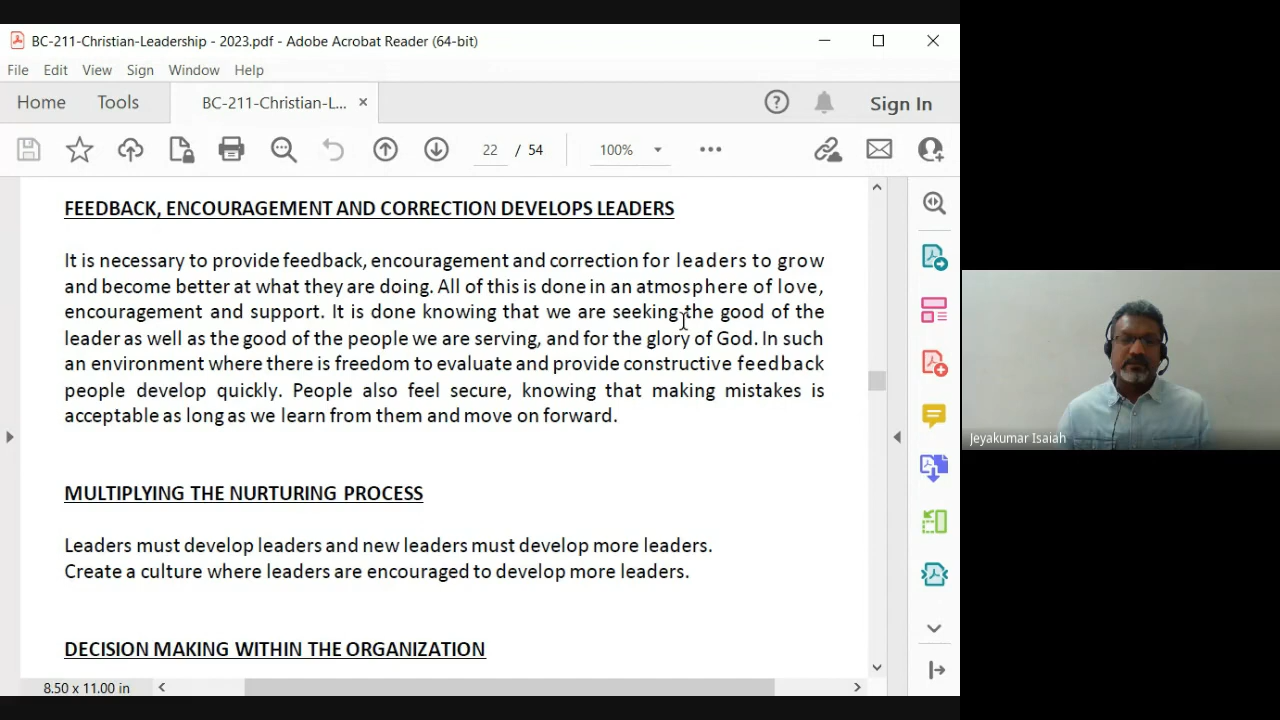 BC-211-Christian-Leadership - 2023.pdf - Adobe Acrobat Reader (64-bit)
File Edit View Sign Window Help
Home Tools BC-211-Christian-L... × Sign In
22 / 54 100%
FEEDBACK, ENCOURAGEMENT AND CORRECTION DEVELOPS LEADERS
It is necessary to provide feedback, encouragement and correction for leaders to grow
and become better at what they are doing. All of this is done in an atmosphere of love,
encouragement and support. It is done knowing that we are seeking the good of the
leader as well as the good of the people we are serving, and for the glory of God. In such
an environment where there is freedom to evaluate and provide constructive feedback
people develop quickly. People also feel secure, knowing that making mistakes is
acceptable as long as we learn from them and move on forward.
MULTIPLYING THE NURTURING PROCESS
Leaders must develop leaders and new leaders must develop more leaders.
Create a culture where leaders are encouraged to develop more leaders.
DECISION MAKING WITHIN THE ORGANIZATION
8.50 x 11.00 in
Jeyakumar Isaiah